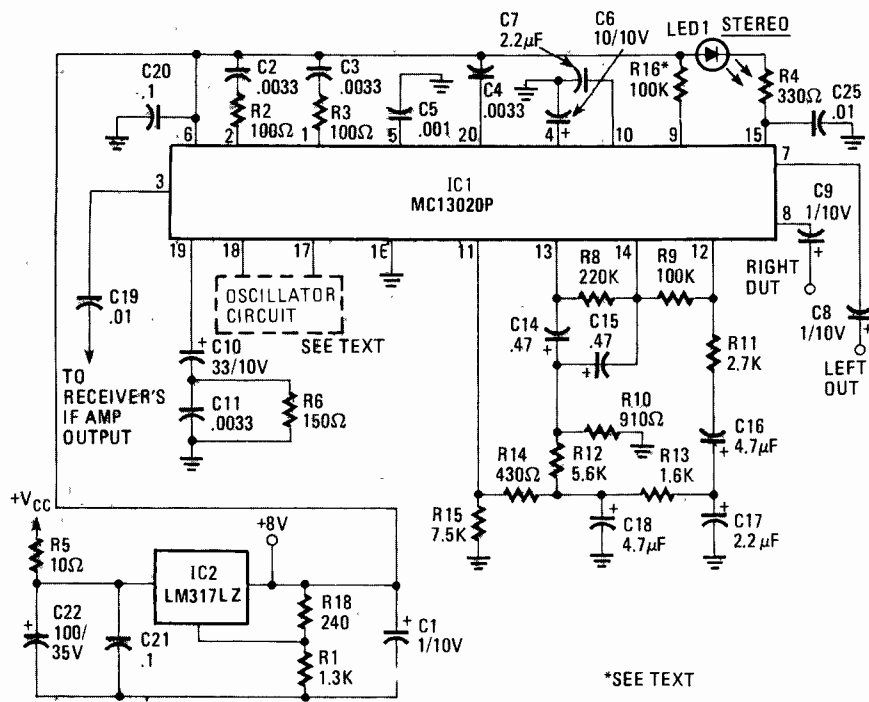 C7
2.2µF
C6
10/10V
LED1 STEREO
C20
.1
C2
.0033
C3
.0033
C5
.001
C4
.0033
R16*
100K
R4
330Ω
C25
.01
R2
100Ω
R3
100Ω
6
2
1
5
20
4
10
9
15
7
3
IC1
MC13020P
8
C9
1/10V
19
18
17
16
11
13
14
12
RIGHT
OUT
C19
.01
OSCILLATOR
CIRCUIT
SEE TEXT
R8
220K
R9
100K
C14
.47
C15
.47
C8
1/10V
LEFT
OUT
R11
2.7K
TO
RECEIVER'S
IF AMP
OUTPUT
C10
33/10V
C11
.0033
R6
150Ω
R10
910Ω
C16
4.7µF
R14
430Ω
R12
5.6K
R13
1.6K
R15
7.5K
C18
4.7µF
C17
2.2µF
+VCC
R5
10Ω
+8V
IC2
LM317LZ
R18
240
C1
1/10V
C22
100/
35V
C21
.1
R1
1.3K
*SEE TEXT